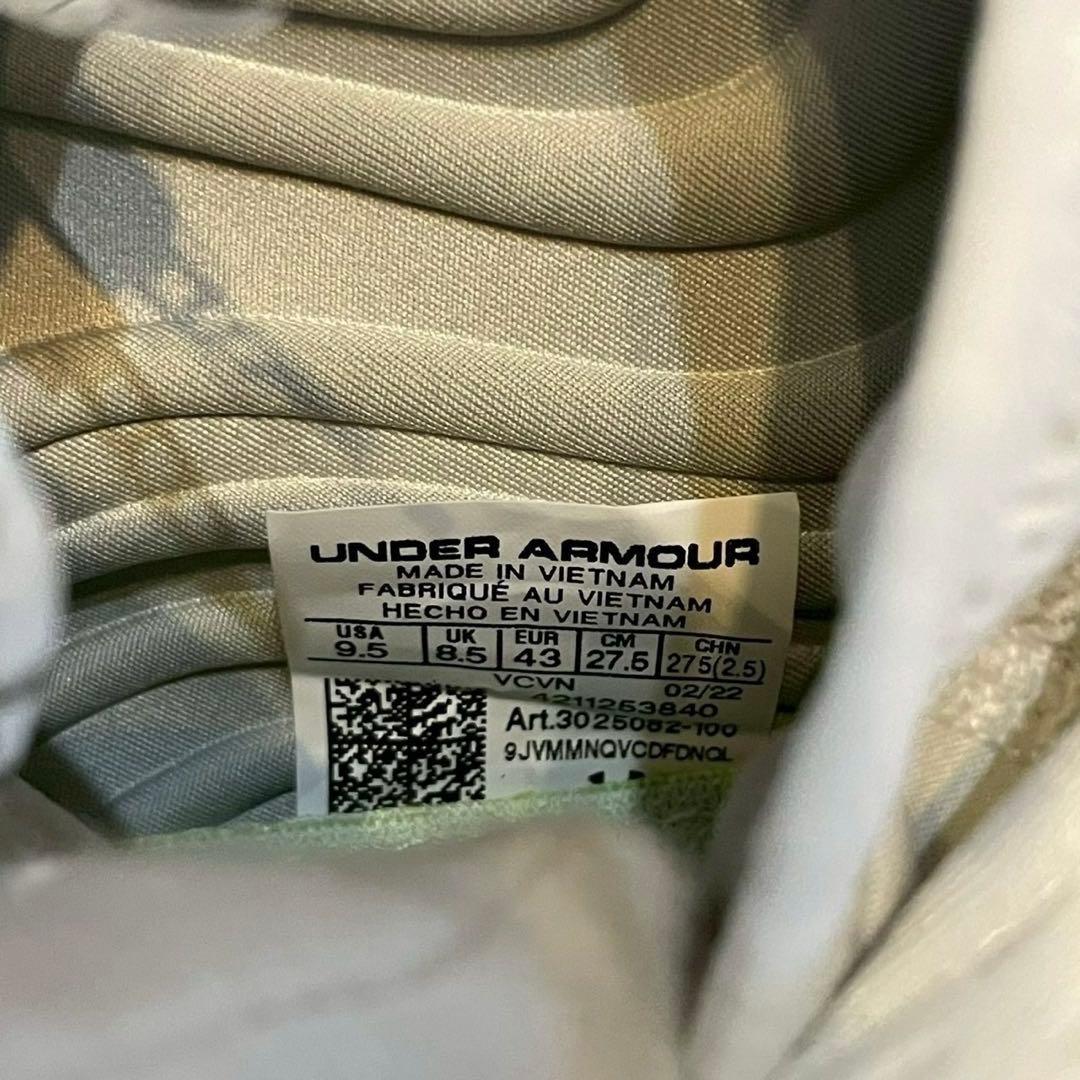 UNDER ARMOUR
MADE IN VIETNAM
FABRIQUÉ AU VIETNAM
HECHO EN VIETNAM
USA UK EUR CM CHN
9.5 8.5 43 27.5 275(2.5)
VCVN 02/22
4211253840
Art.3025082-100
9JVMMNQVCDFDNQL